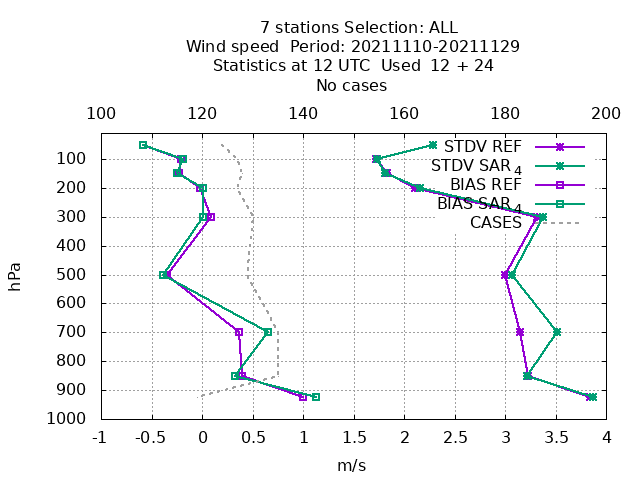 7 stations Selection: ALL
Wind speed  Period: 20211110-20211129
Statistics at 12 UTC  Used  12 + 24
No cases
100 120 140 160 180 200
STDV REF
STDV SAR4
BIAS REF
BIAS SAR4
CASES
hPa
100
200
300
400
500
600
700
800
900
1000
-1 -0.5 0 0.5 1 1.5 2 2.5 3 3.5 4
m/s